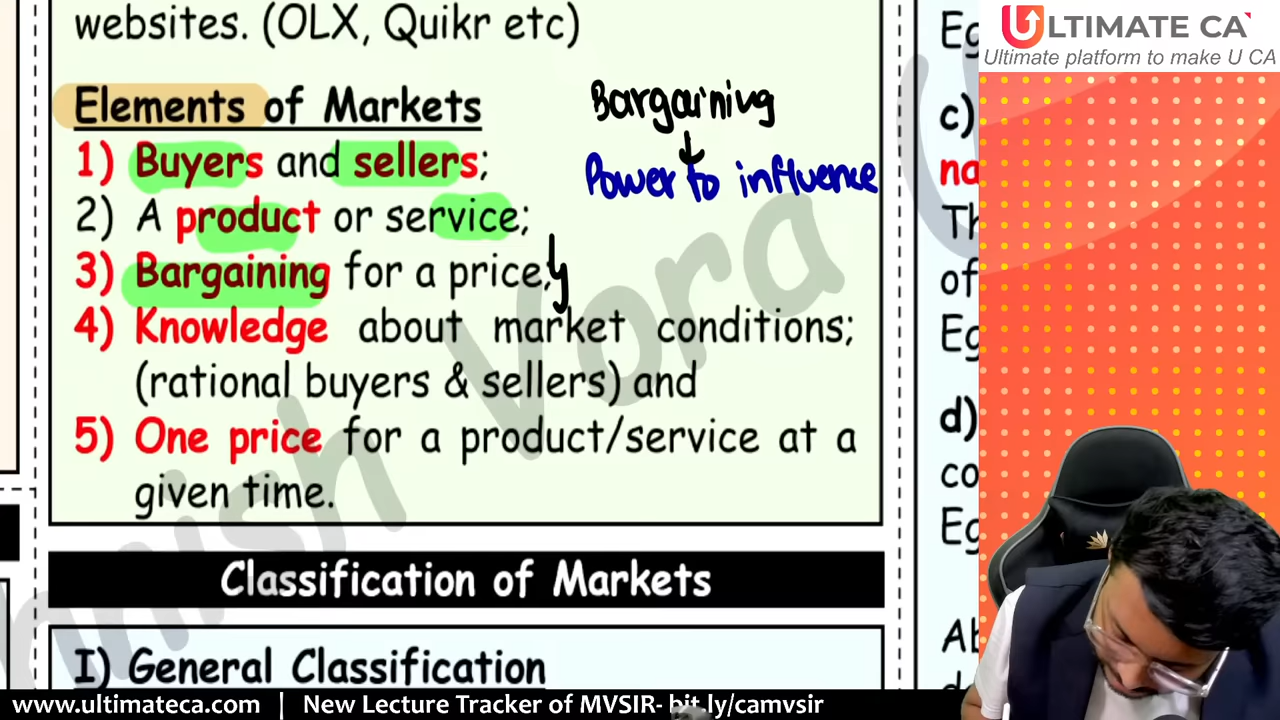 websites. (OLX, Quikr etc)
Elements of Markets
1) Buyers and sellers;
2) A product or service;
3) Bargaining for a price;
4) Knowledge about market conditions;
(rational buyers & sellers) and
5) One price for a product/service at a
given time.
Bargaining
Power to influence
Classification of Markets
I) General Classification
Eg
c)
na
Th
of
Eg
d)
co
Eg
Ab
ULTIMATE CA
Ultimate platform to make U CA
Vora
www.ultimateca.com | New Lecture Tracker of MVSIR- bit.ly/camvsir